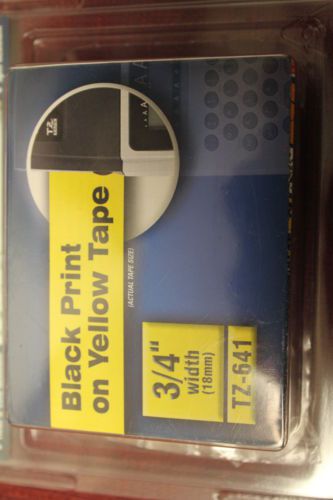 TZ
Black Print
on Yellow Tape
(ACTUAL TAPE SIZE)
3/4"
width
(18mm)
TZ-641